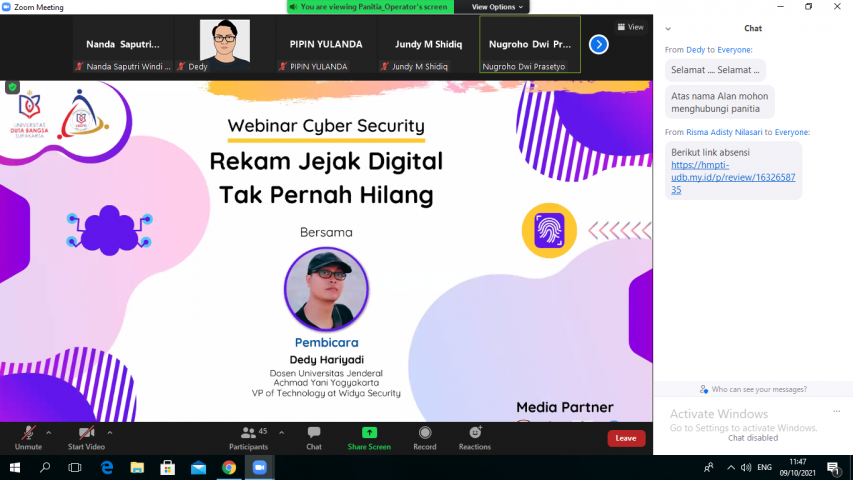 Zoom Meeting
You are viewing Panitia_Operator's screen
View Options
View
Nanda Saputri...
Nanda Saputri Windi ...
Dedy
PIPIN YULANDA
PIPIN YULANDA
Jundy M Shidiq
Jundy M Shidiq
Nugroho Dwi Pr...
Nugroho Dwi Prasetyo
UNIVERSITAS
DUTA BANGSA
SURAKARTA
Webinar Cyber Security
Rekam Jejak Digital
Tak Pernah Hilang
Bersama
Pembicara
Dedy Hariyadi
Dosen Universitas Jenderal
Achmad Yani Yogyakarta
VP of Technology at Widya Security
Media Partner
Chat
From Dedy to Everyone:
Selamat .... Selamat ...
Atas nama Alan mohon
menghubungi panitia
From Risma Adisty Nilasari to Everyone:
Berikut link absensi
https://hmpti-
udb.my.id/p/review/16326587
35
Who can see your messages?
Activate Windows
Go to Settings to activate Windows.
Chat disabled
Unmute
Start Video
45
Participants
Chat
Share Screen
Record
Reactions
Leave
ENG
11:47
09/10/2021